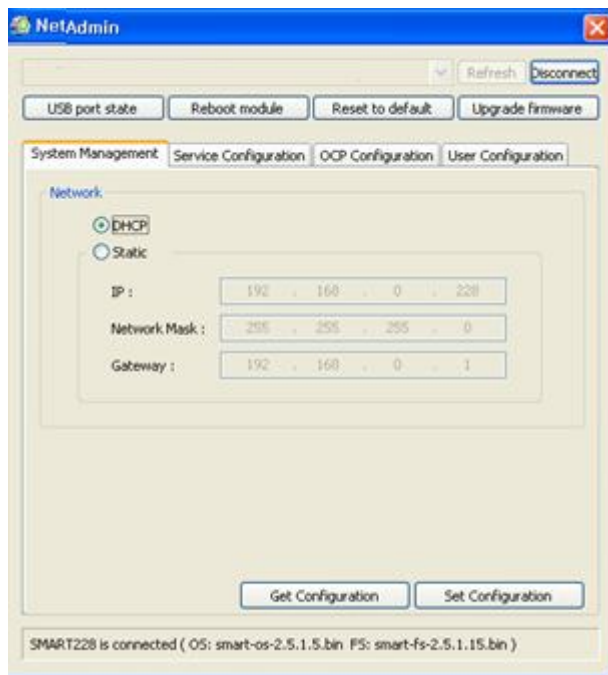 NetAdmin
Refresh Disconnect
USB port state Reboot module Reset to default Upgrade firmware
System Management Service Configuration OCP Configuration User Configuration
Network
DHCP
Static
IP : 192 . 168 . 0 . 228
Network Mask : 255 . 255 . 255 . 0
Gateway : 192 . 168 . 0 . 1
Get Configuration Set Configuration
SMART228 is connected ( OS: smart-os-2.5.1.5.bin FS: smart-fs-2.5.1.15.bin )